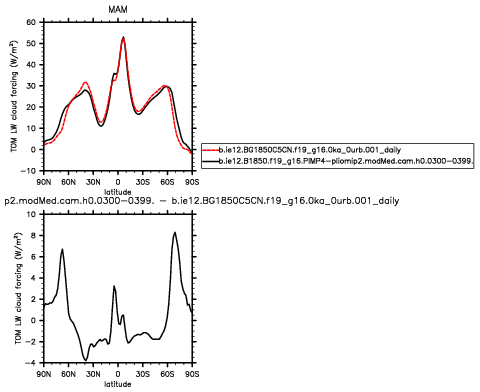 MAM
TOM LW cloud forcing (W/m²)
60
50
40
30
20
10
0
-10
90N 60N 30N 0 30S 60S 90S
latitude
b.ie12.BG1850C5CN.f19_g16.0ka_0urb.001_daily
b.ie12.B1850.f19_g16.PlMP4-pliomip2.modMed.cam.h0.0300-0399.
p2.modMed.cam.h0.0300-0399. - b.ie12.BG1850C5CN.f19_g16.0ka_0urb.001_daily
TOM LW cloud forcing (W/m²)
10
8
6
4
2
0
-2
-4
90N 60N 30N 0 30S 60S 90S
latitude